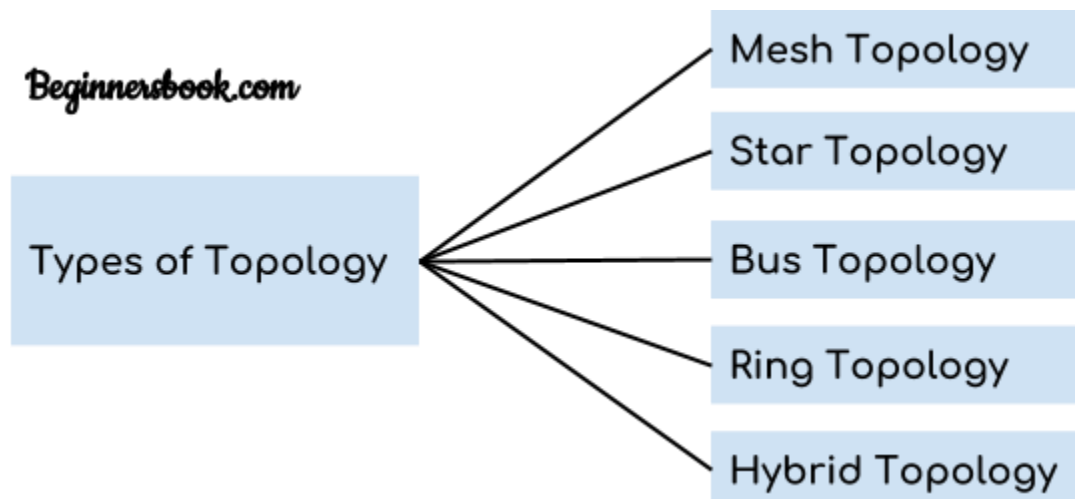 Beginnersbook.com
Types of Topology
Mesh Topology
Star Topology
Bus Topology
Ring Topology
Hybrid Topology